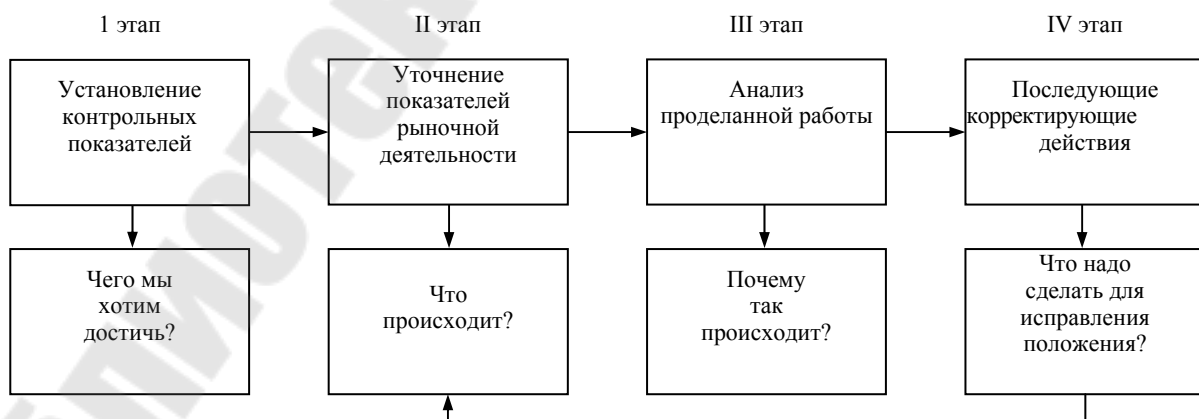 1 этап
II этап
III этап
IV этап
Установление
контрольных
показателей
Уточнение
показателей
рыночной
деятельности
Анализ
проделанной работы
Последующие
корректирующие
действия
Чего мы
хотим
достичь?
Что
происходит?
Почему
так
происходит?
Что надо
сделать для
исправления
положения?